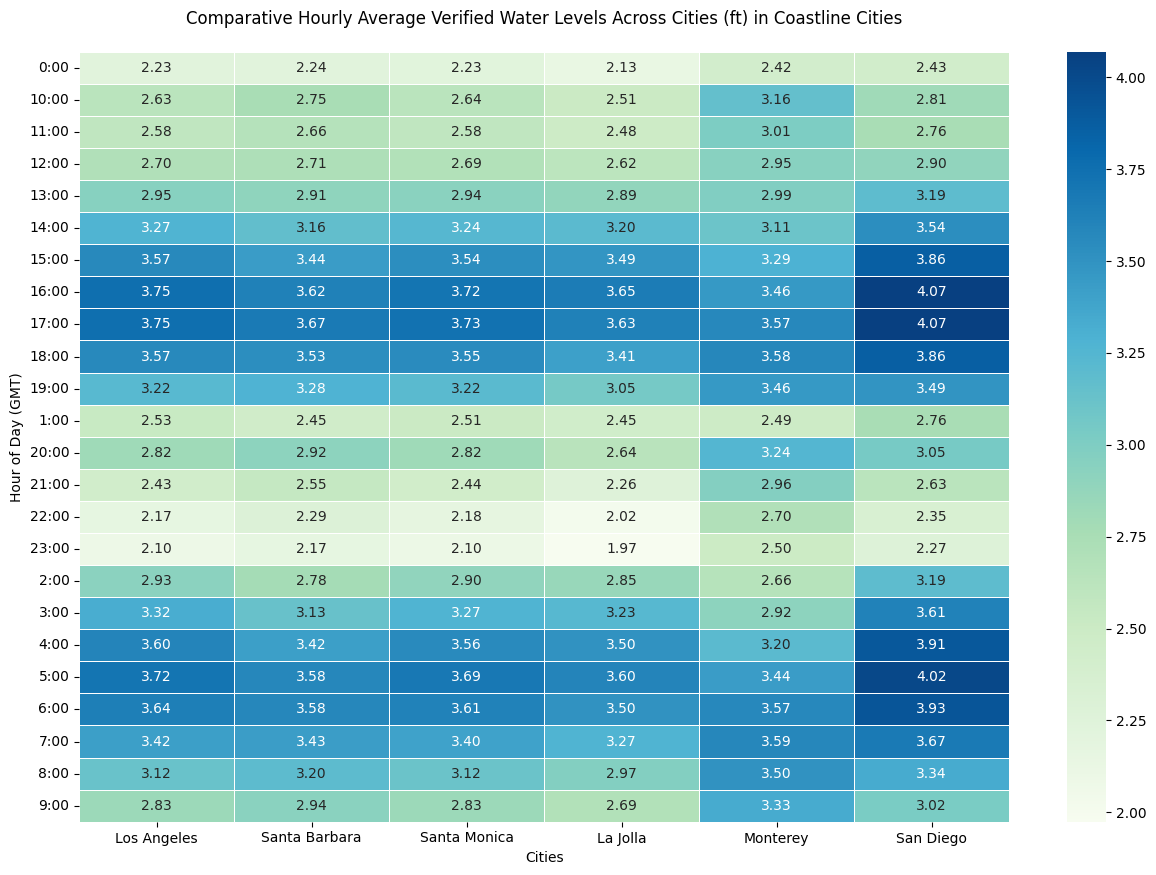 Comparative Hourly Average Verified Water Levels Across Cities (ft) in Coastline Cities
0:00 2.23 2.24 2.23 2.13 2.42 2.43
10:00 2.63 2.75 2.64 2.51 3.16 2.81
11:00 2.58 2.66 2.58 2.48 3.01 2.76
12:00 2.70 2.71 2.69 2.62 2.95 2.90
13:00 2.95 2.91 2.94 2.89 2.99 3.19
14:00 3.27 3.16 3.24 3.20 3.11 3.54
15:00 3.57 3.44 3.54 3.49 3.29 3.86
16:00 3.75 3.62 3.72 3.65 3.46 4.07
17:00 3.75 3.67 3.73 3.63 3.57 4.07
18:00 3.57 3.53 3.55 3.41 3.58 3.86
19:00 3.22 3.28 3.22 3.05 3.46 3.49
1:00 2.53 2.45 2.51 2.45 2.49 2.76
20:00 2.82 2.92 2.82 2.64 3.24 3.05
21:00 2.43 2.55 2.44 2.26 2.96 2.63
22:00 2.17 2.29 2.18 2.02 2.70 2.35
23:00 2.10 2.17 2.10 1.97 2.50 2.27
2:00 2.93 2.78 2.90 2.85 2.66 3.19
3:00 3.32 3.13 3.27 3.23 2.92 3.61
4:00 3.60 3.42 3.56 3.50 3.20 3.91
5:00 3.72 3.58 3.69 3.60 3.44 4.02
6:00 3.64 3.58 3.61 3.50 3.57 3.93
7:00 3.42 3.43 3.40 3.27 3.59 3.67
8:00 3.12 3.20 3.12 2.97 3.50 3.34
9:00 2.83 2.94 2.83 2.69 3.33 3.02
Los Angeles Santa Barbara Santa Monica La Jolla Monterey San Diego
Cities
Hour of Day (GMT)
4.00
3.75
3.50
3.25
3.00
2.75
2.50
2.25
2.00